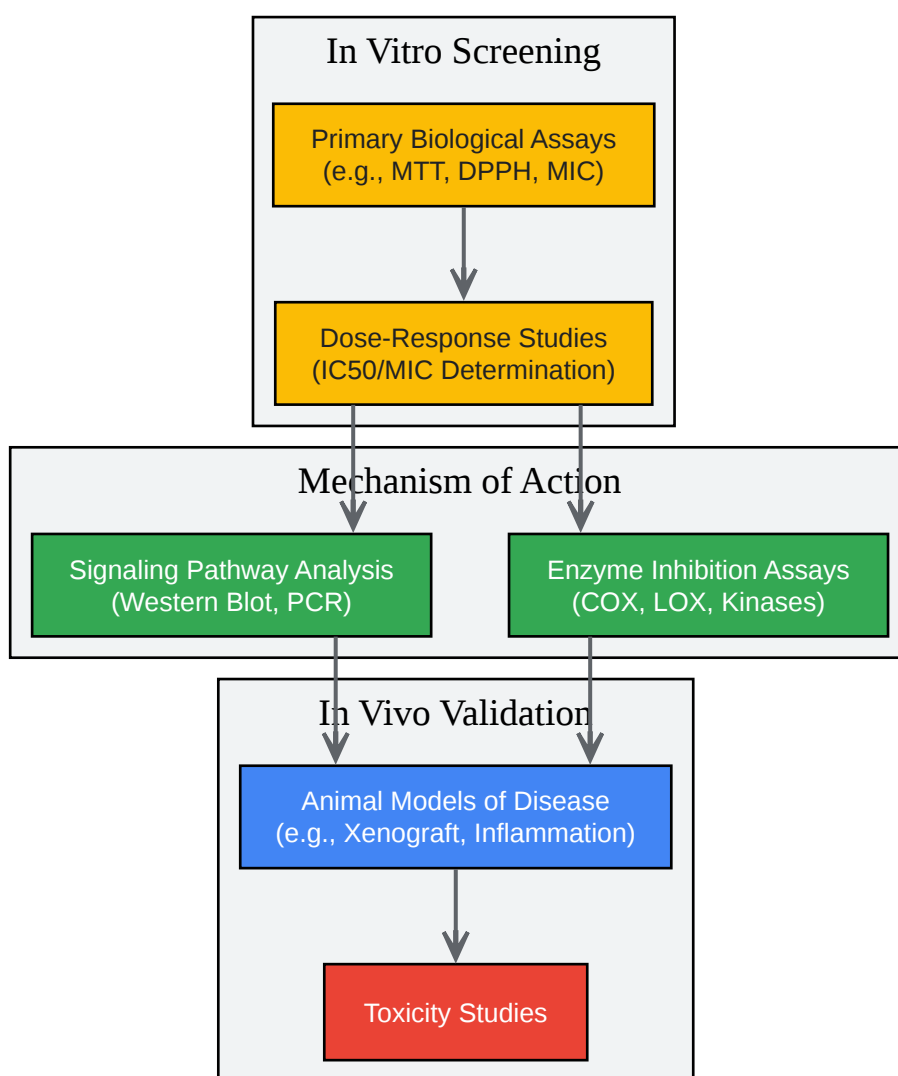 In Vitro Screening
Primary Biological Assays
(e.g., MTT, DPPH, MIC)
Dose-Response Studies
(IC50/MIC Determination)
Mechanism of Action
Signaling Pathway Analysis
(Western Blot, PCR)
Enzyme Inhibition Assays
(COX, LOX, Kinases)
In Vivo Validation
Animal Models of Disease
(e.g., Xenograft, Inflammation)
Toxicity Studies